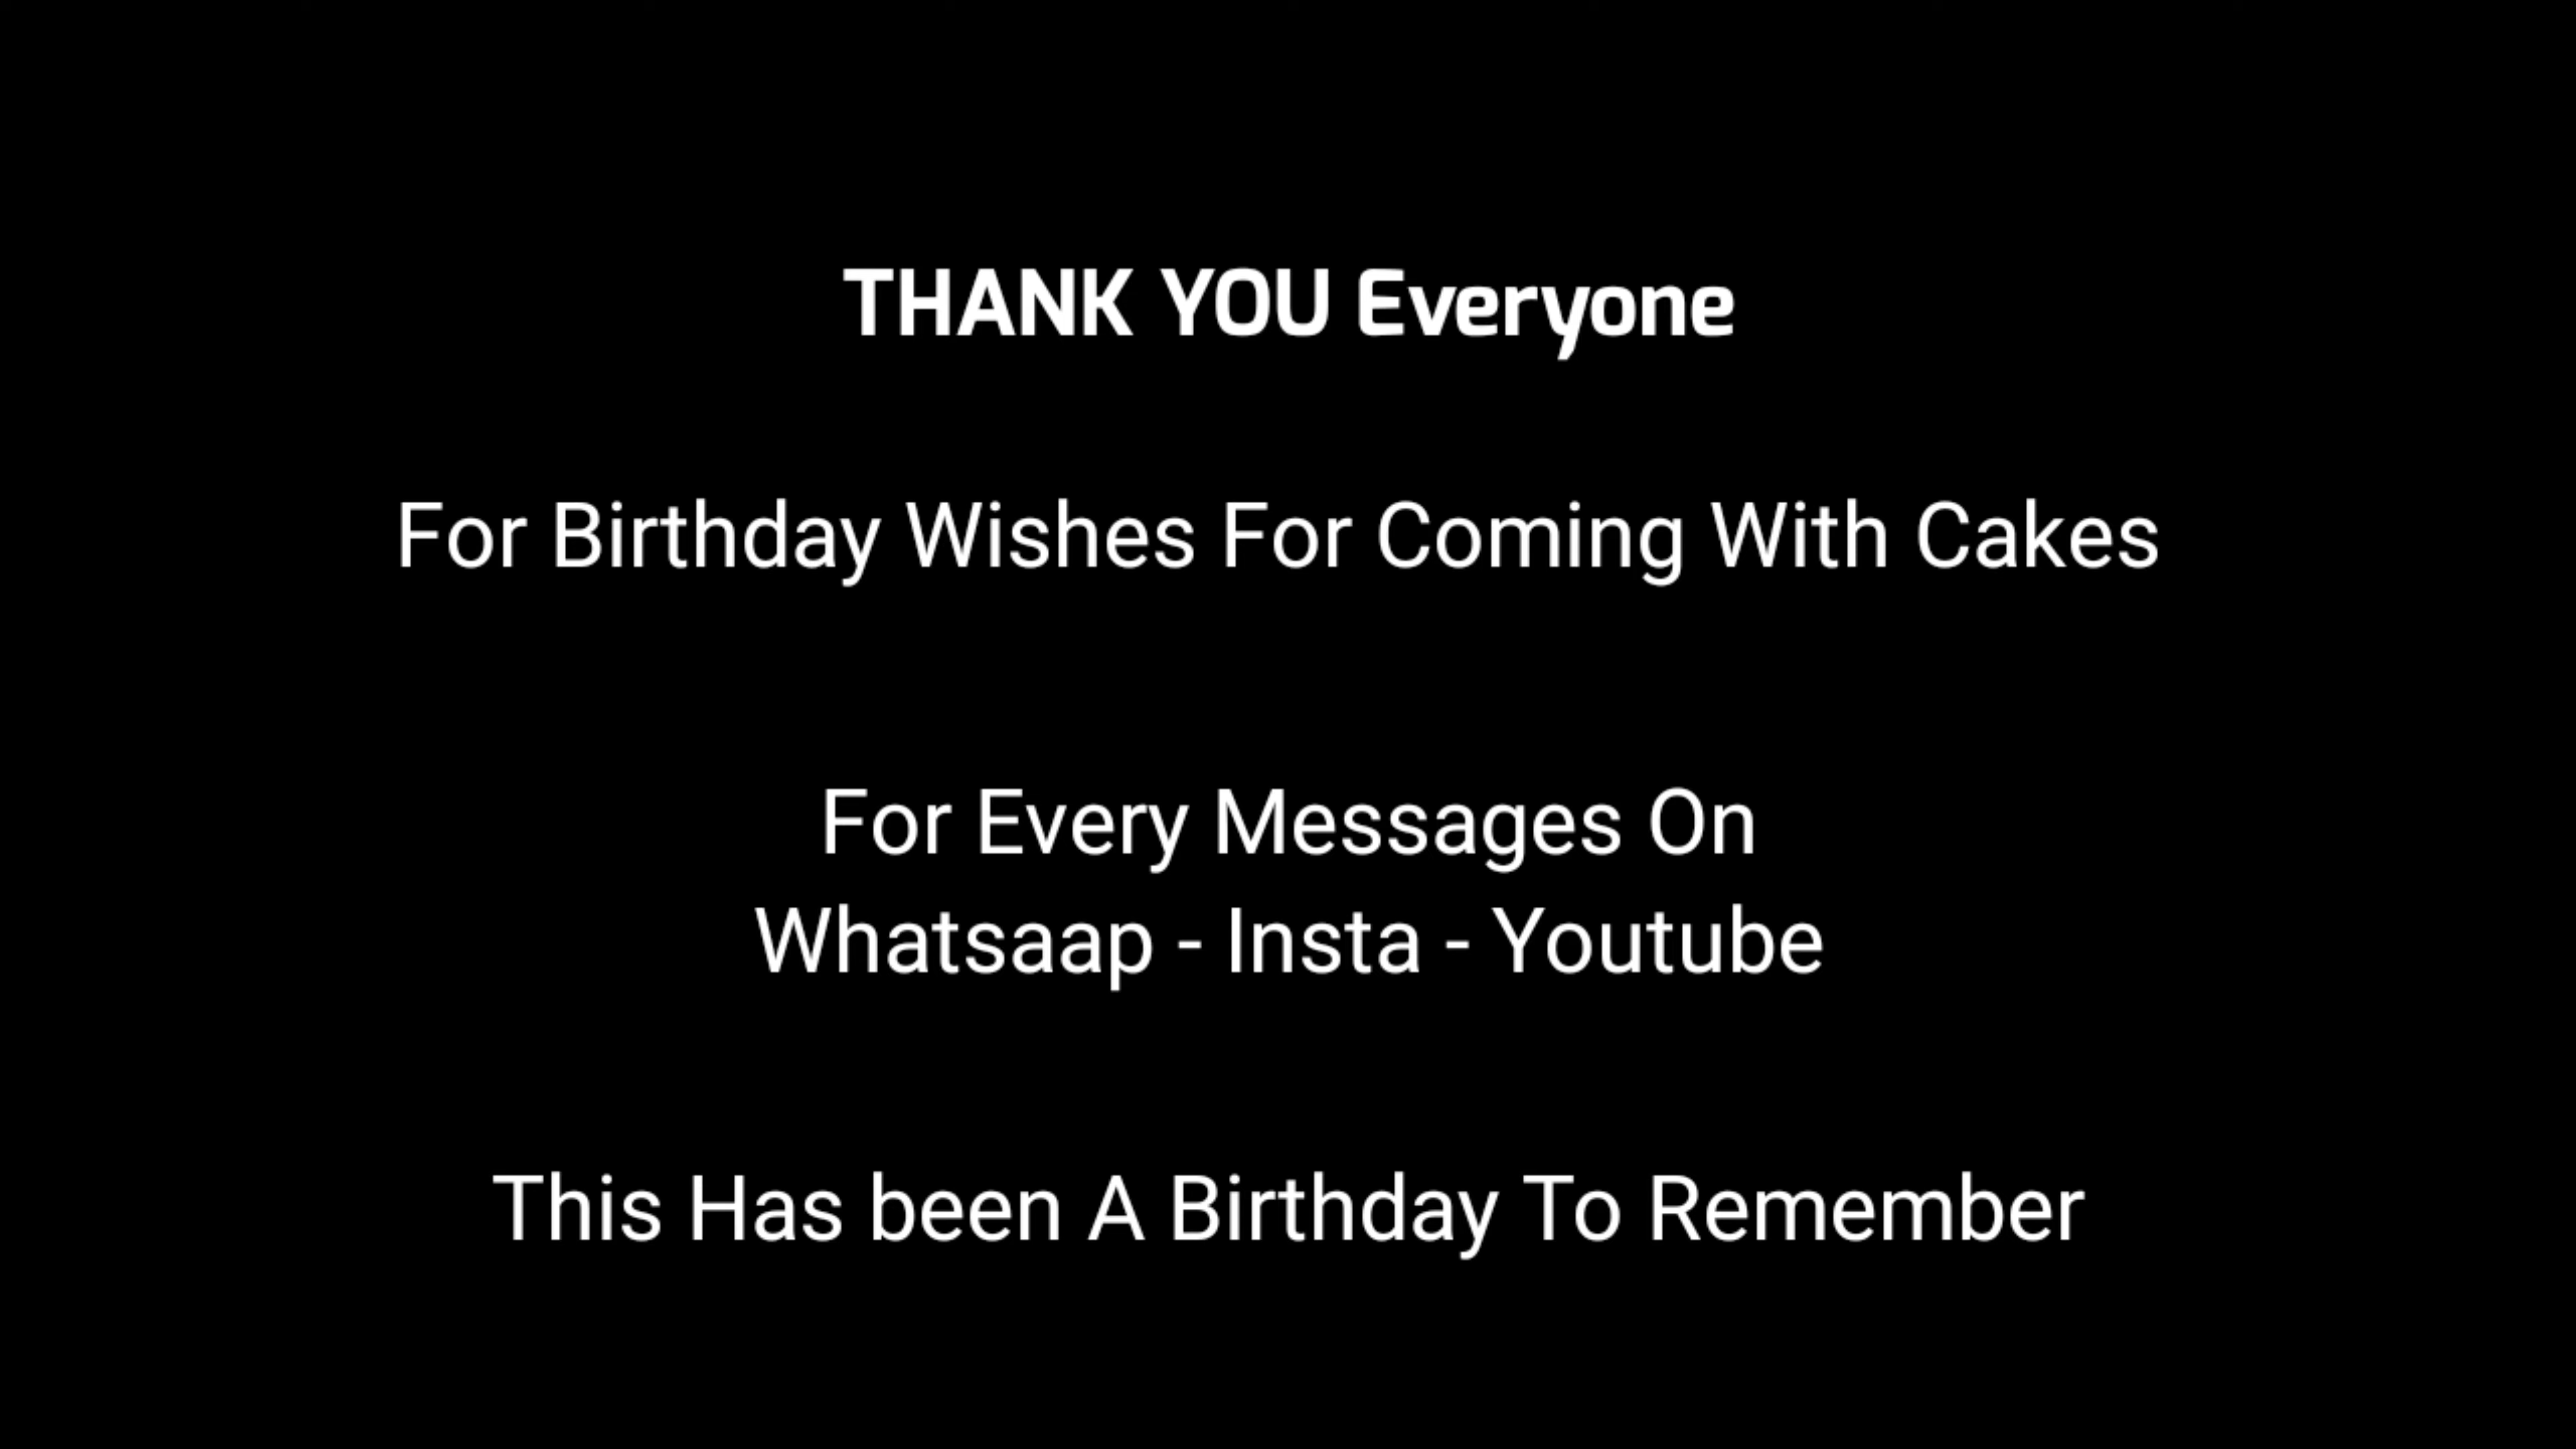 THANK YOU Everyone
For Birthday Wishes For Coming With Cakes
For Every Messages On
Whatsaap - Insta - Youtube
This Has been A Birthday To Remember